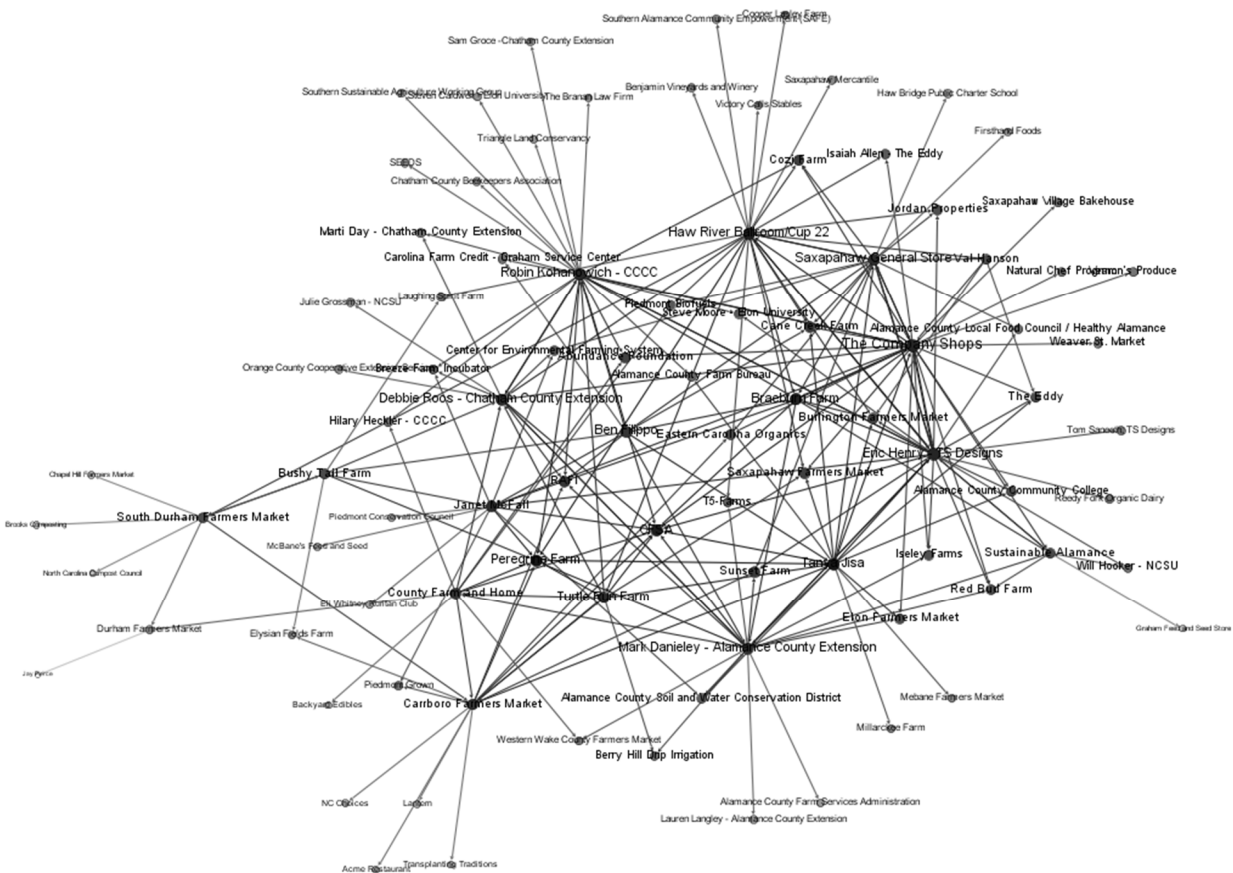 Cooper Langley Farm
Southern Alamance Community Empowerment (SAFE)
Sam Groce -Chatham County Extension
Saxapahaw Mercantile
Benjamin Vineyards and Winery
Southern Sustainable Agriculture Working Group
The Branan Law Firm
Haw Bridge Public Charter School
Victory Calls Stables
Firsthand Foods
Triangle Land Conservancy
Isaiah Allen - The Eddy
Cozi Farm
SEEDS
Chatham County Beekeepers Association
Saxapahaw Village Bakehouse
Jordan Properties
Marti Day - Chatham County Extension
Haw River Ballroom/Cup 22
Carolina Farm Credit - Graham Service Center
Saxapahaw General Store
Val Hanson
Robin Kohanowich - CCCC
Natural Chef Program
Vernon's Produce
Laughing Spirit Farm
Julie Grossman - NCSU
Piedmont Biofuels
Steve Moore - Elon University
Cane Creek Farm
Alamance County Local Food Council / Healthy Alamance
The Company Shops
Weaver St. Market
Center for Environmental Farming System
Abundance Foundation
Orange County Cooperative
Breeze Farm Incubator
Alamance County Farm Bureau
Debbie Roos - Chatham County Extension
Braeburn Farm
The Eddy
Burlington Farmers Market
Hilary Heckler - CCCC
Ben Filippo
Eastern Carolina Organics
TS Designs
Eric Henry - TS Designs
Chapel Hill Farmers Market
Bushy Tail Farm
Saxapahaw Farmers Market
RAFI
Alamance County Community College
Reedy Fork Organic Dairy
T5-Farms
Janet McFall
South Durham Farmers Market
Piedmont Conservation Council
Brooks Composting
CFSA
McBane's Feed and Seed
Iseley Farms
Sustainable Alamance
Peregrine Farm
Tami Jisa
Will Hooker - NCSU
North Carolina Compost Council
Sunset Farm
Red Bud Farm
County Farm and Home
Turtle Run Farm
Eli Whitney Ruritan Club
Elon Farmers Market
Durham Farmers Market
Elysian Fields Farm
Graham Feed and Seed Store
Mark Danieley - Alamance County Extension
Piedmont Grown
Alamance County Soil and Water Conservation District
Mebane Farmers Market
Backyard Edibles
Carrboro Farmers Market
Millarckee Farm
Western Wake County Farmers Market
Berry Hill Drip Irrigation
NC Choices
Lantern
Alamance County Farm Services Administration
Lauren Langley - Alamance County Extension
Acme Restaurant
Transplanting Traditions